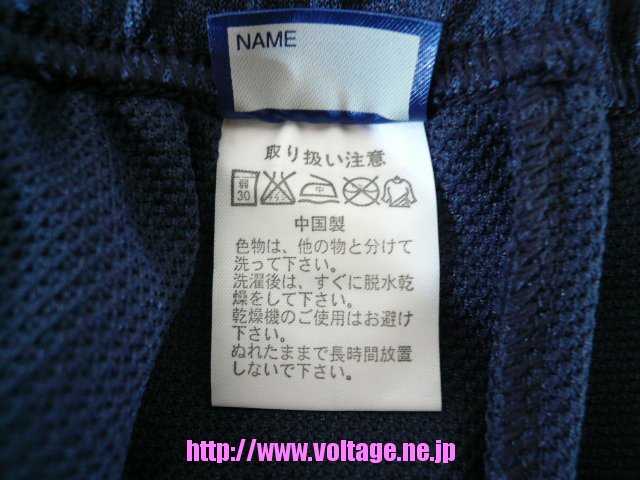 NAME
取り扱い注意
弱
30
中
中国製
色物は、他の物と分けて
洗って下さい。
洗濯後は、すぐに脱水乾
燥をして下さい。
乾燥機のご使用はお避け
下さい。
ぬれたままで長時間放置
しないで下さい。
http://www.voltage.ne.jp